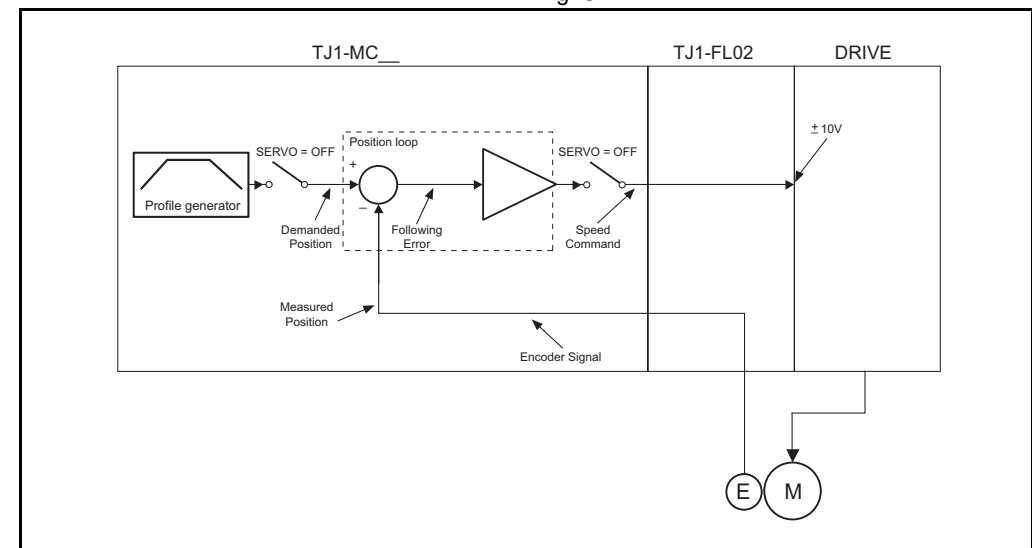 TJ1-MC__
TJ1-FL02
DRIVE
± 10V
Position loop
SERVO = OFF
+
SERVO = OFF
Profile generator
–
Demanded
Position
Following
Error
Speed
Command
Measured
Position
Encoder Signal
E
M